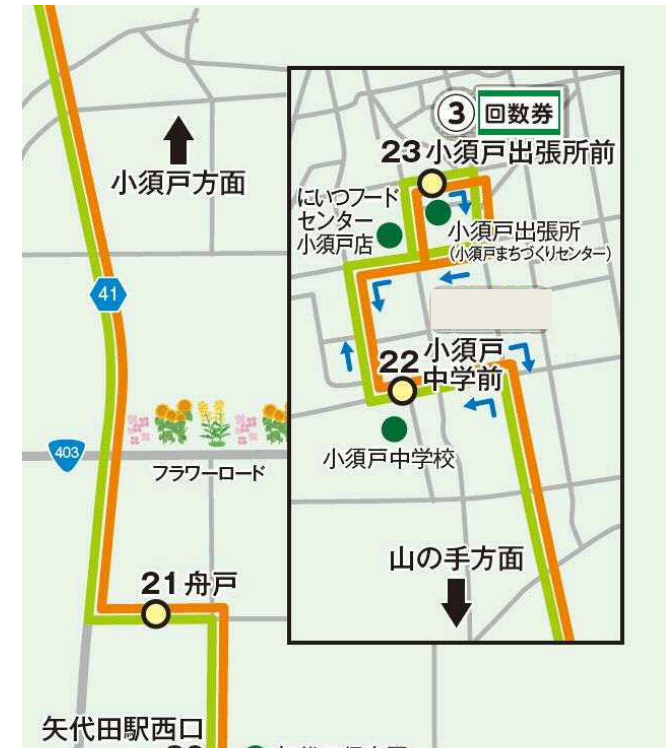 小須戸方面
41
403
フラワーロード
21 舟戸
矢代田駅西口
③ 回数券
23 小須戸出張所前
にいつフード
センター
小須戸店
小須戸出張所
(小須戸まちづくりセンター)
22 小須戸
中学前
小須戸中学校
山の手方面